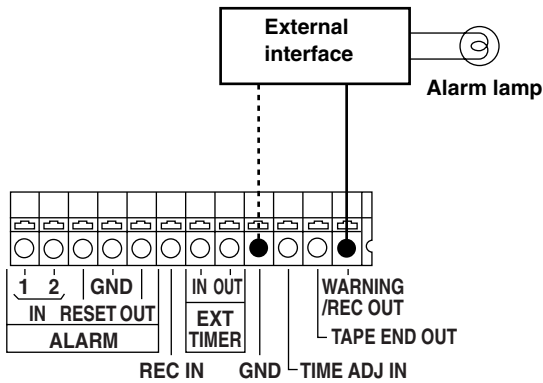 External
interface
Alarm lamp
1 2 GND IN OUT WARNING
/REC OUT
IN RESET OUT EXT
TIMER
ALARM TAPE END OUT
REC IN GND TIME ADJ IN